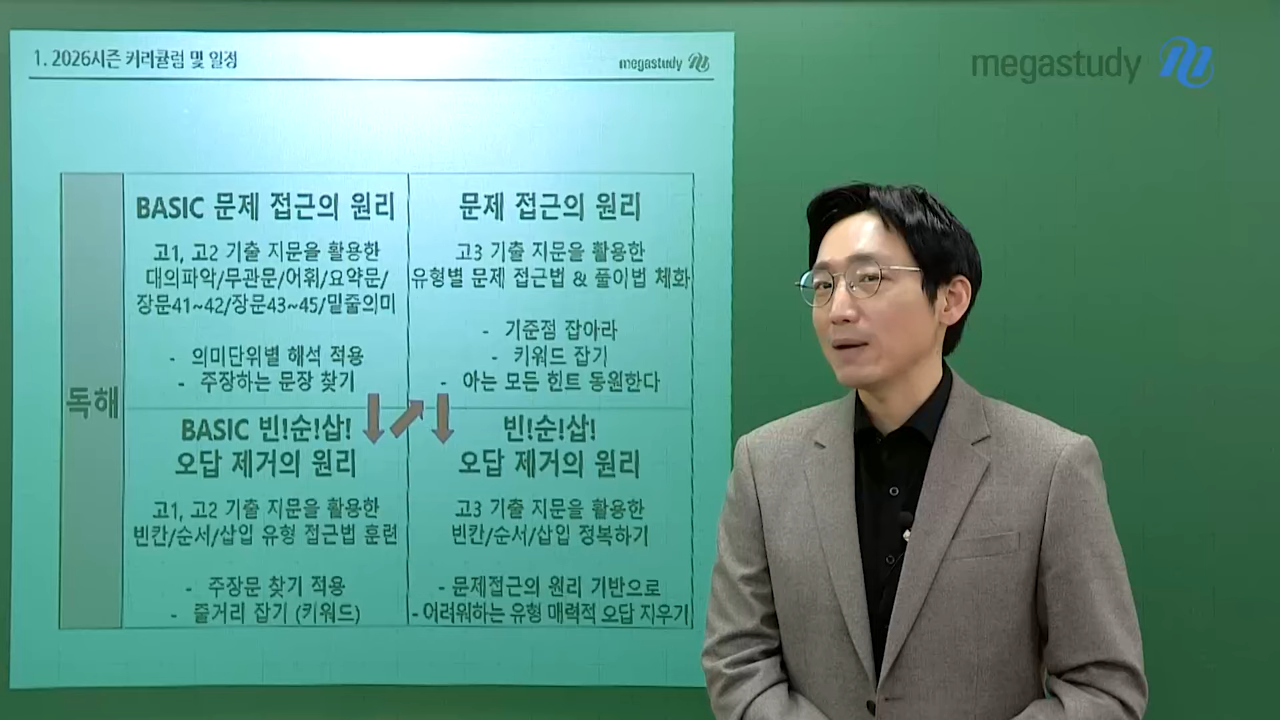 1. 2026시즌 커리큘럼 및 일정
megastudy
megastudy
독해
BASIC 문제 접근의 원리
고1, 고2 기출 지문을 활용한
대의파악/무관문/어휘/요약문/
장문41~42/장문43~45/밑줄의미
- 의미단위별 해석 적용
- 주장하는 문장 찾기
문제 접근의 원리
고3 기출 지문을 활용한
유형별 문제 접근법 & 풀이법 체화
- 기준점 잡아라
- 키워드 잡기
- 아는 모든 힌트 동원한다
BASIC 빈!순!삽!
오답 제거의 원리
고1, 고2 기출 지문을 활용한
빈칸/순서/삽입 유형 접근법 훈련
- 주장문 찾기 적용
- 줄거리 잡기 (키워드)
빈!순!삽!
오답 제거의 원리
고3 기출 지문을 활용한
빈칸/순서/삽입 정복하기
- 문제접근의 원리 기반으로
- 어려워하는 유형 매력적 오답 지우기